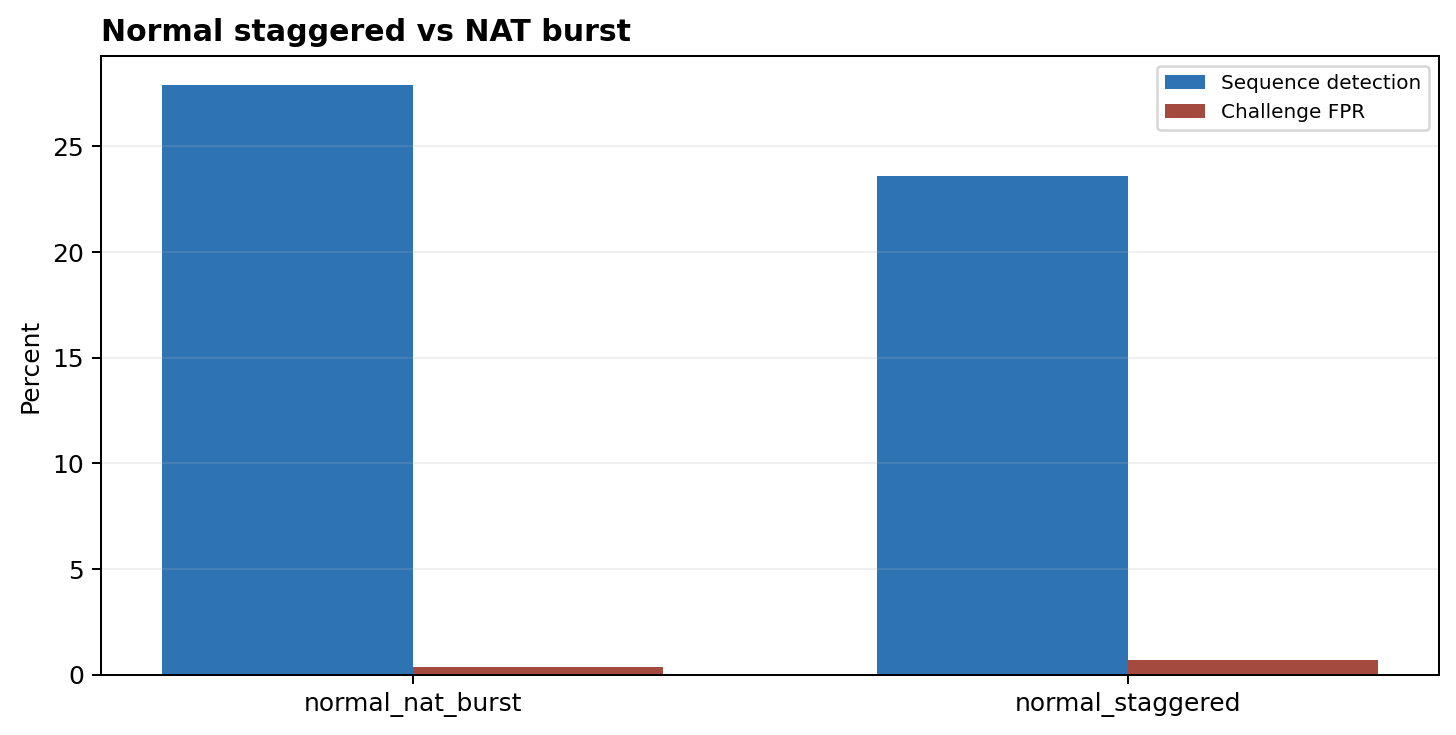 Normal staggered vs NAT burst
Sequence detection
Challenge FPR
25
20
15
10
5
0
Percent
normal_nat_burst
normal_staggered